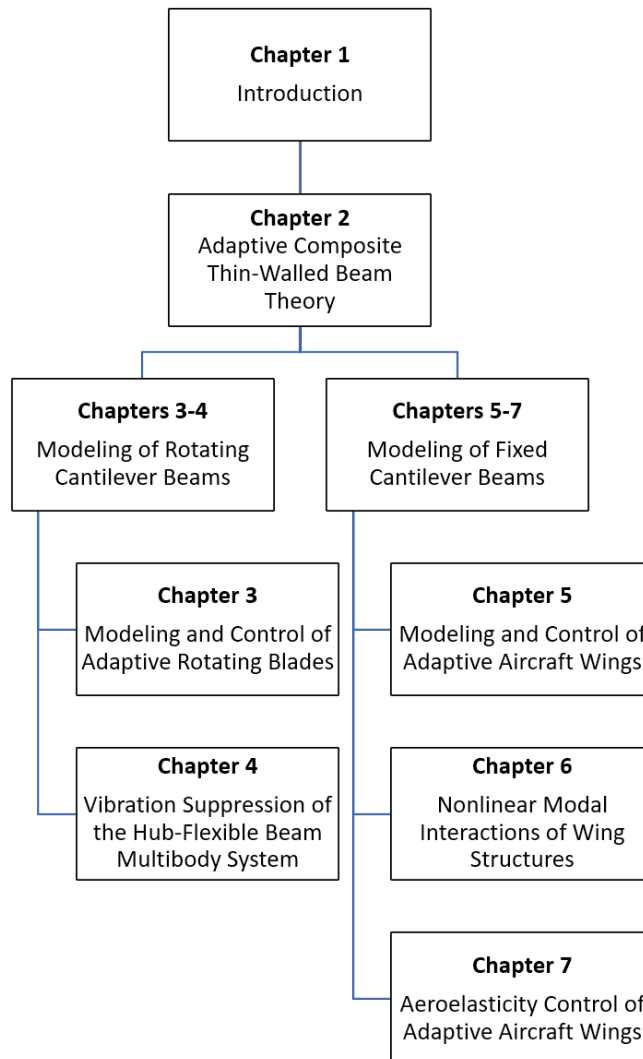 Chapter 1
Introduction
Chapter 2
Adaptive Composite
Thin-Walled Beam
Theory
Chapters 3-4
Modeling of Rotating
Cantilever Beams
Chapters 5-7
Modeling of Fixed
Cantilever Beams
Chapter 3
Modeling and Control of
Adaptive Rotating Blades
Chapter 5
Modeling and Control of
Adaptive Aircraft Wings
Chapter 4
Vibration Suppression of
the Hub-Flexible Beam
Multibody System
Chapter 6
Nonlinear Modal
Interactions of Wing
Structures
Chapter 7
Aeroelasticity Control of
Adaptive Aircraft Wings